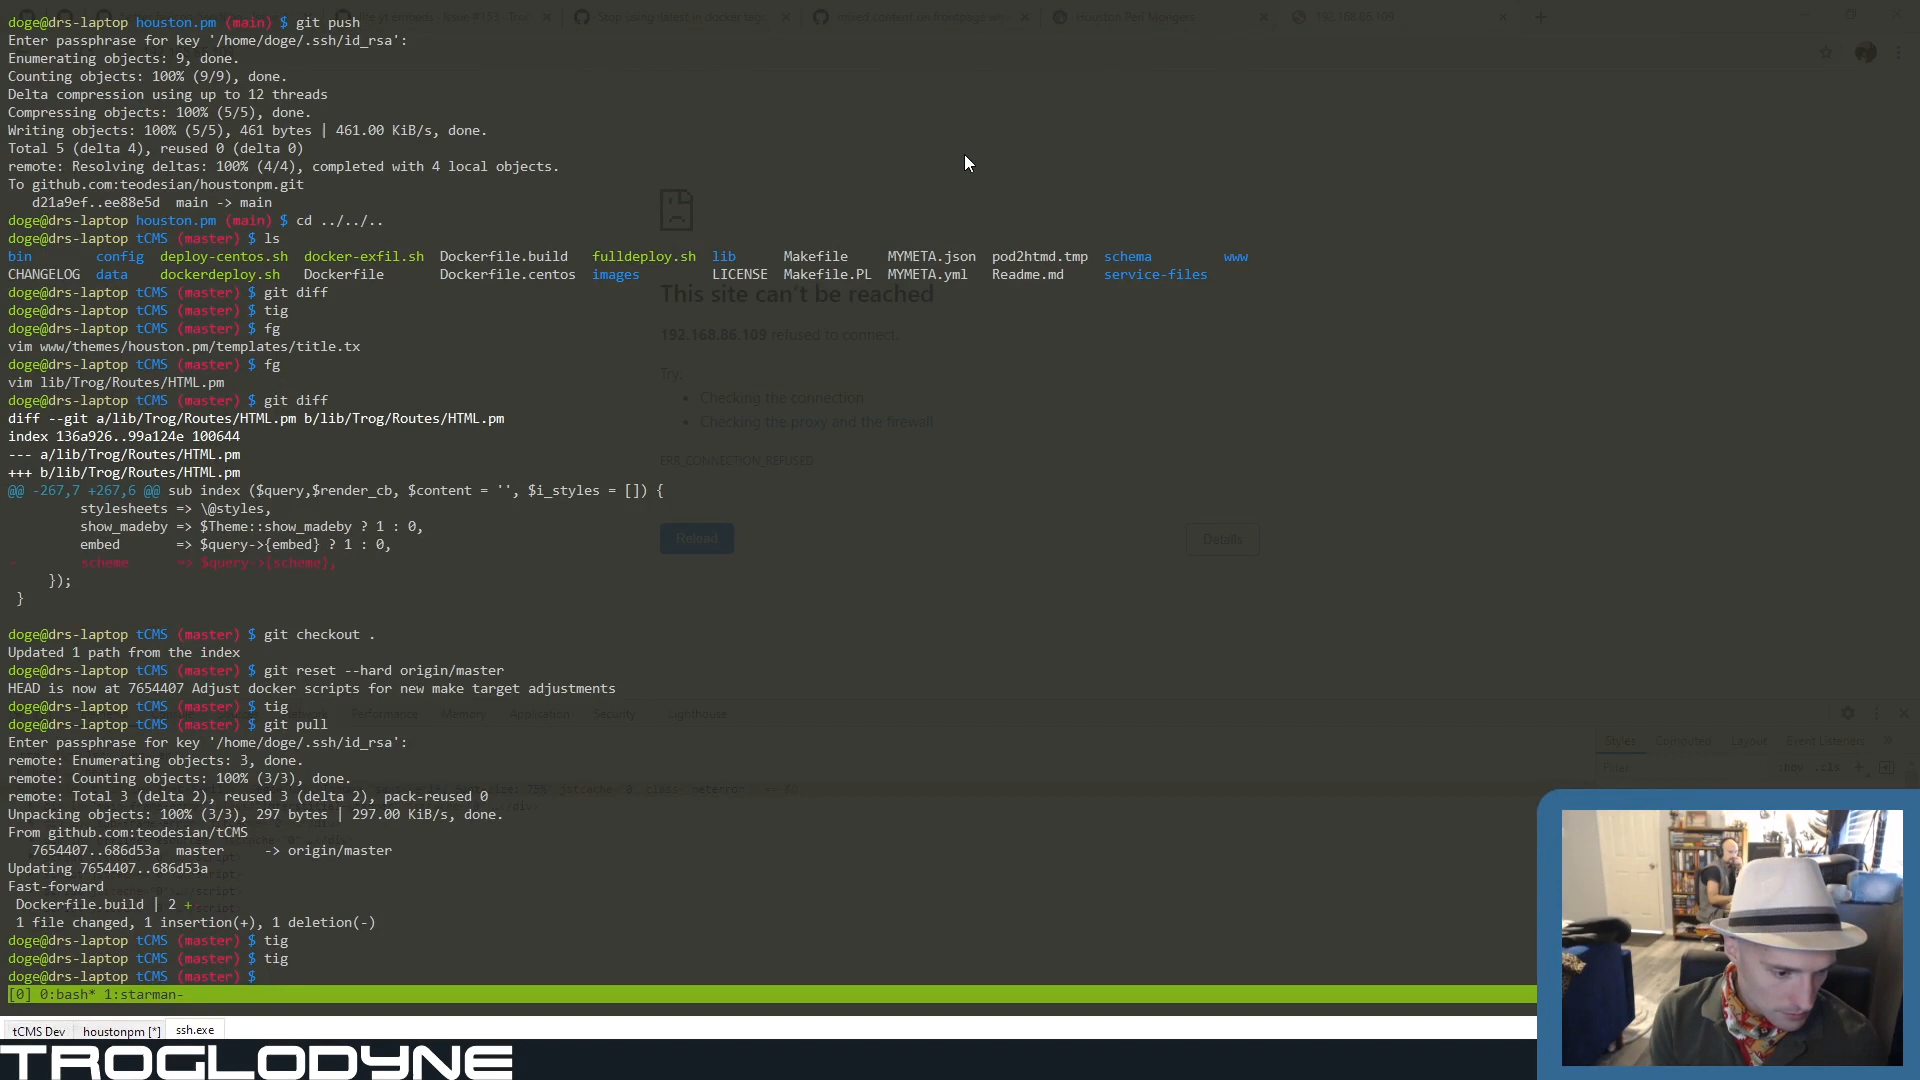 doge@drs-laptop houston.pm (main) $ git push
Enter passphrase for key '/home/doge/.ssh/id_rsa':
Enumerating objects: 9, done.
Counting objects: 100% (9/9), done.
Delta compression using up to 12 threads
Compressing objects: 100% (5/5), done.
Writing objects: 100% (5/5), 461 bytes | 461.00 KiB/s, done.
Total 5 (delta 4), reused 0 (delta 0)
remote: Resolving deltas: 100% (4/4), completed with 4 local objects.
To github.com:teodesian/houstonpm.git
d21a9ef..ee88e5d main -> main
doge@drs-laptop houston.pm (main) $ cd ../../..
doge@drs-laptop tCMS (master) $ ls
bin config deploy-centos.sh docker-exfil.sh Dockerfile.build fulldeploy.sh lib Makefile MYMETA.json pod2htmd.tmp schema www
CHANGELOG data dockerdeploy.sh Dockerfile Dockerfile.centos images LICENSE Makefile.PL MYMETA.yml Readme.md service-files
doge@drs-laptop tCMS (master) $ git diff
doge@drs-laptop tCMS (master) $ tig
doge@drs-laptop tCMS (master) $ fg
vim www/themes/houston.pm/templates/title.tx
doge@drs-laptop tCMS (master) $ fg
vim lib/Trog/Routes/HTML.pm
doge@drs-laptop tCMS (master) $ git diff
diff --git a/lib/Trog/Routes/HTML.pm b/lib/Trog/Routes/HTML.pm
index 136a926..99a124e 100644
--- a/lib/Trog/Routes/HTML.pm
+++ b/lib/Trog/Routes/HTML.pm
@@ -267,7 +267,6 @@ sub index ($query,$render_cb, $content = '', $i_styles = []) {
stylesheets => \@styles,
show_madeby => $Theme::show_madeby ? 1 : 0,
embed => $query->{embed} ? 1 : 0,
- scheme => $query->{scheme},
});
}
doge@drs-laptop tCMS (master) $ git checkout .
Updated 1 path from the index
doge@drs-laptop tCMS (master) $ git reset --hard origin/master
HEAD is now at 7654407 Adjust docker scripts for new make target adjustments
doge@drs-laptop tCMS (master) $ tig
doge@drs-laptop tCMS (master) $ git pull
Enter passphrase for key '/home/doge/.ssh/id_rsa':
remote: Enumerating objects: 3, done.
remote: Counting objects: 100% (3/3), done.
remote: Total 3 (delta 2), reused 3 (delta 2), pack-reused 0
Unpacking objects: 100% (3/3), 297 bytes | 297.00 KiB/s, done.
From github.com:teodesian/tCMS
7654407..686d53a master -> origin/master
Updating 7654407..686d53a
Fast-forward
Dockerfile.build | 2 +
1 file changed, 1 insertion(+), 1 deletion(-)
doge@drs-laptop tCMS (master) $ tig
doge@drs-laptop tCMS (master) $ tig
doge@drs-laptop tCMS (master) $
[0] 0:bash* 1:starman-
tCMS Dev houstonpm [*] ssh.exe
TROGLODYNE
Houston Perl Mongers
192.168.86.109
This site can't be reached
192.168.86.109 refused to connect.
Try:
Checking the connection
Checking the proxy and the firewall
ERR_CONNECTION_REFUSED
Reload Details
Performance Memory Application Security Lighthouse
Styles Computed Layout Event Listeners
Filter :hov .cls